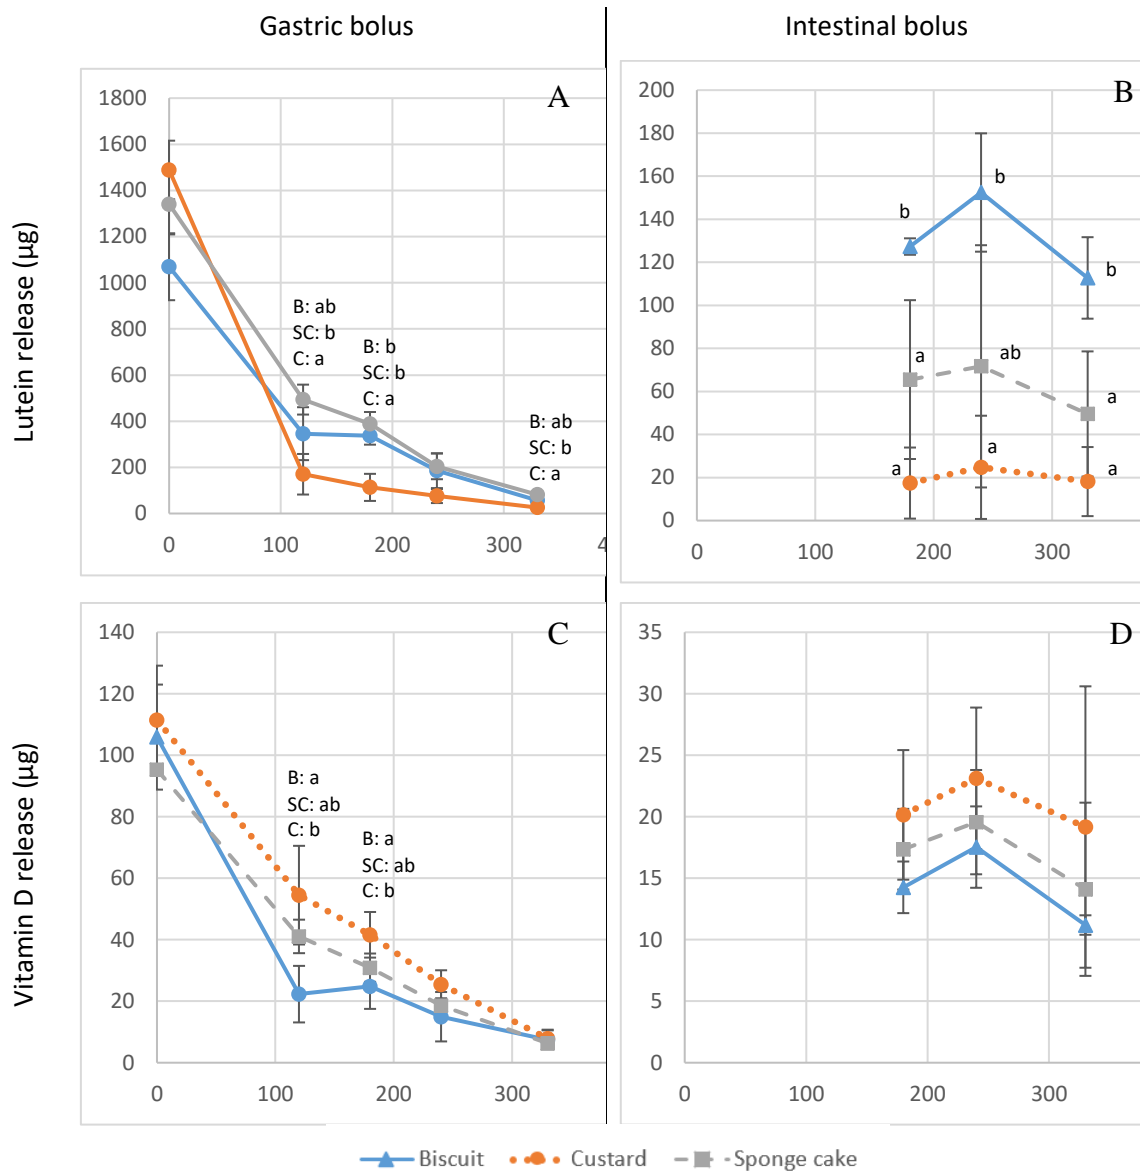 Gastric bolus
Intestinal bolus
Lutein release (µg)
A
1800
1600
1400
1200
1000
800
600
400
200
0
0
100
200
300
4
B: ab
SC: b
C: a
B: b
SC: b
C: a
B: ab
SC: b
C: a
B
200
180
160
140
120
100
80
60
40
20
0
0
100
200
300
b
b
b
a
ab
a
a
a
a
Vitamin D release (µg)
C
140
120
100
80
60
40
20
0
0
100
200
300
B: a
SC: ab
C: b
B: a
SC: ab
C: b
D
35
30
25
20
15
10
5
0
0
100
200
300
Biscuit Custard Sponge cake